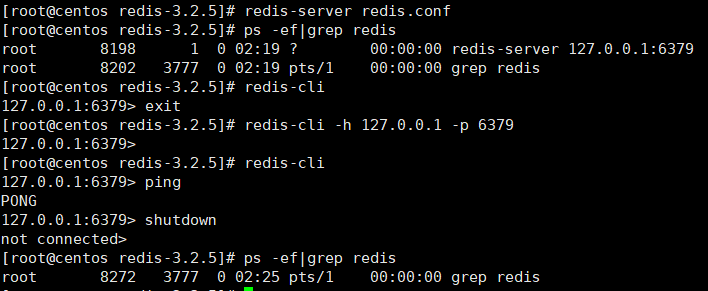 [root@centos redis-3.2.5]# redis-server redis.conf
[root@centos redis-3.2.5]# ps -ef|grep redis
root       8198      1  0 02:19 ?        00:00:00 redis-server 127.0.0.1:6379
root       8202   3777  0 02:19 pts/1    00:00:00 grep redis
[root@centos redis-3.2.5]# redis-cli
127.0.0.1:6379> exit
[root@centos redis-3.2.5]# redis-cli -h 127.0.0.1 -p 6379
127.0.0.1:6379>
[root@centos redis-3.2.5]# redis-cli
127.0.0.1:6379> ping
PONG
127.0.0.1:6379> shutdown
not connected>
[root@centos redis-3.2.5]# ps -ef|grep redis
root       8272   3777  0 02:25 pts/1    00:00:00 grep redis
[root@centos redis-3.2.5]#